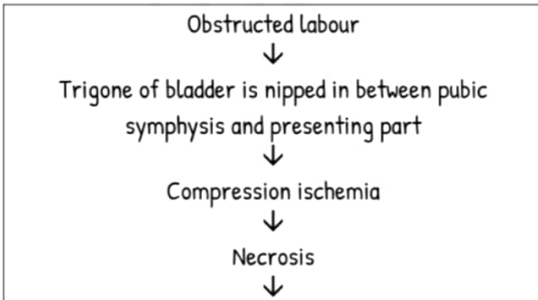 Obstructed labour
↓
Trigone of bladder is nipped in between pubic
symphysis and presenting part
↓
Compression ischemia
↓
Necrosis
↓